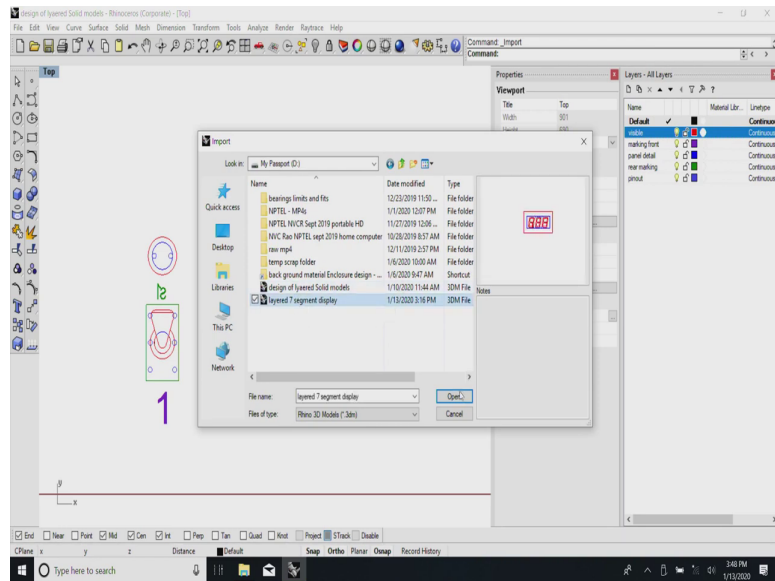 design of lyaered Solid models - Rhinoceros (Corporate) - [Top]
File Edit View Curve Surface Solid Mesh Dimension Transform Tools Analyze Render Raytrace Help
Command: _Import
Command:
Top
Properties
Viewport
Title Top
Width 901
Height 680
Layers - All Layers
Name Material Libr... Linetype
Default Continuou
visible Continuous
marking front Continuous
panel detail Continuous
rear marking Continuous
pinout Continuous
Import
Look in: My Passport (D:)
Name Date modified Type
bearings limits and fits 12/23/2019 11:50 ... File folder
NPTEL - MP4s 1/1/2020 12:07 PM File folder
NPTEL NVCR Sept 2019 portable HD 11/27/2019 12:06 ... File folder
NVC Rao NPTEL sept 2019 home computer 10/28/2019 8:57 AM File folder
raw mp4 12/11/2019 2:57 PM File folder
temp scrap folder 1/6/2020 10:00 AM File folder
back ground material Enclosure design - ... 1/6/2020 9:47 AM Shortcut
design of lyaered Solid models 1/10/2020 11:44 AM 3DM File
layered 7 segment display 1/13/2020 3:16 PM 3DM File
Quick access
Desktop
Libraries
This PC
Network
Notes
File name: layered 7 segment display Open
Files of type: Rhino 3D Models (*.3dm) Cancel
1
y
x
End Near Point Mid Cen Int Perp Tan Quad Knot Project STrack Disable
CPlane x y z Distance Default Snap Ortho Planar Osnap Record History
Type here to search
3:48 PM
1/13/2020